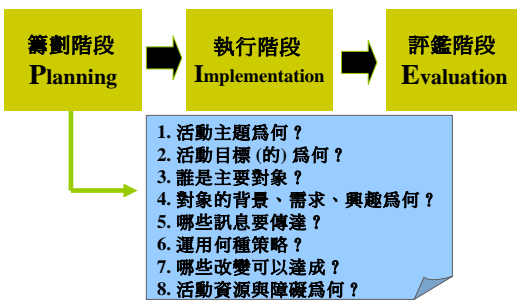 籌劃階段
Planning
執行階段
Implementation
評鑑階段
Evaluation
1. 活動主題為何？
2. 活動目標 (的) 為何？
3. 誰是主要對象？
4. 對象的背景、需求、興趣為何？
5. 哪些訊息要傳達？
6. 運用何種策略？
7. 哪些改變可以達成？
8. 活動資源與障礙為何？